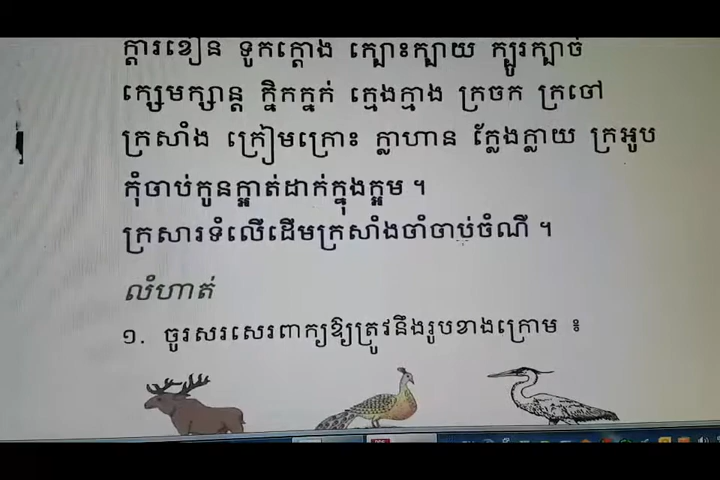 ក្ដារខៀន ទូកក្ដោង ក្បោះក្បាយ ក្បួរក្បាច់
ក្សេមក្សាន្ត ក្និកក្នក់ ក្មេងក្មាង ក្រចក ក្រចៅ
ក្រសាំង ក្រៀមក្រោះ ក្លាហាន ក្លែងក្លាយ ក្រអូប
កុំចាប់កូនក្អាត់ដាក់ក្នុងក្អម ។
ក្រសារទំលើដើមក្រសាំងចាំចាប់ចំណី ។
លំហាត់
១. ចូរសរសេរពាក្យឱ្យត្រូវនឹងរូបខាងក្រោម ៖